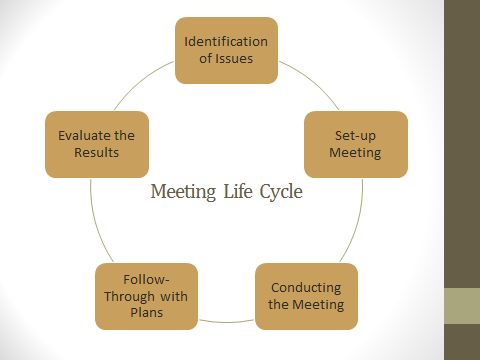 Identification
of Issues
Set-up
Meeting
Conducting
the Meeting
Follow-
Through with
Plans
Evaluate the
Results
Meeting Life Cycle